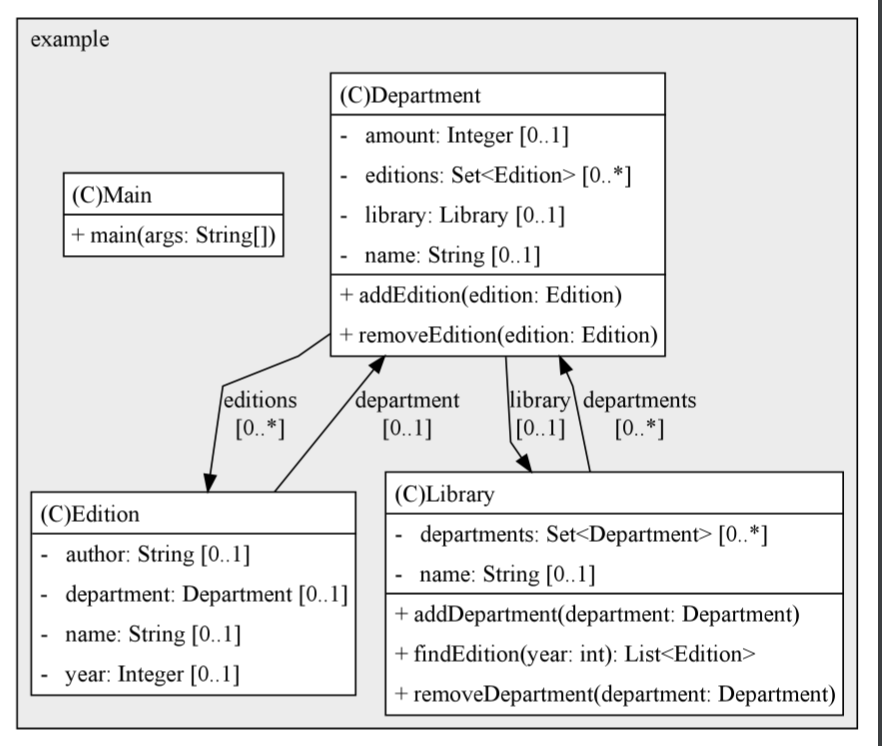 example
(C)Department
- amount: Integer [0..1]
- editions: Set<Edition> [0..*]
- library: Library [0..1]
- name: String [0..1]
+ addEdition(edition: Edition)
+ removeEdition(edition: Edition)
(C)Main
+ main(args: String[])
editions
[0..*]
department
[0..1]
library
[0..1]
departments
[0..*]
(C)Edition
- author: String [0..1]
- department: Department [0..1]
- name: String [0..1]
- year: Integer [0..1]
(C)Library
- departments: Set<Department> [0..*]
- name: String [0..1]
+ addDepartment(department: Department)
+ findEdition(year: int): List<Edition>
+ removeDepartment(department: Department)